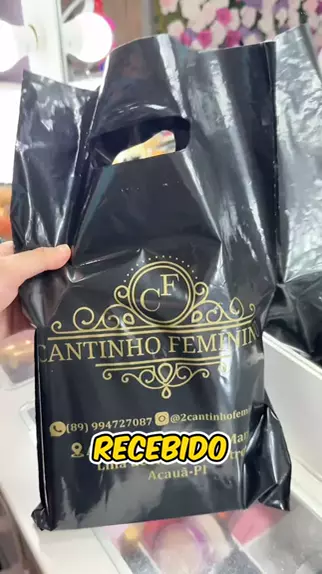 CF
CANTINHO FEMININ
(89) 994727087 @2cantinhofem
RECEBIDO
Acauã-PI